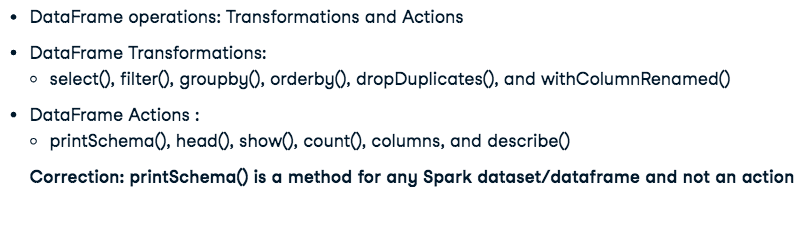 • DataFrame operations: Transformations and Actions
• DataFrame Transformations:
○ select(), filter(), groupby(), orderby(), dropDuplicates(), and withColumnRenamed()
• DataFrame Actions :
○ printSchema(), head(), show(), count(), columns, and describe()
Correction: printSchema() is a method for any Spark dataset/dataframe and not an action